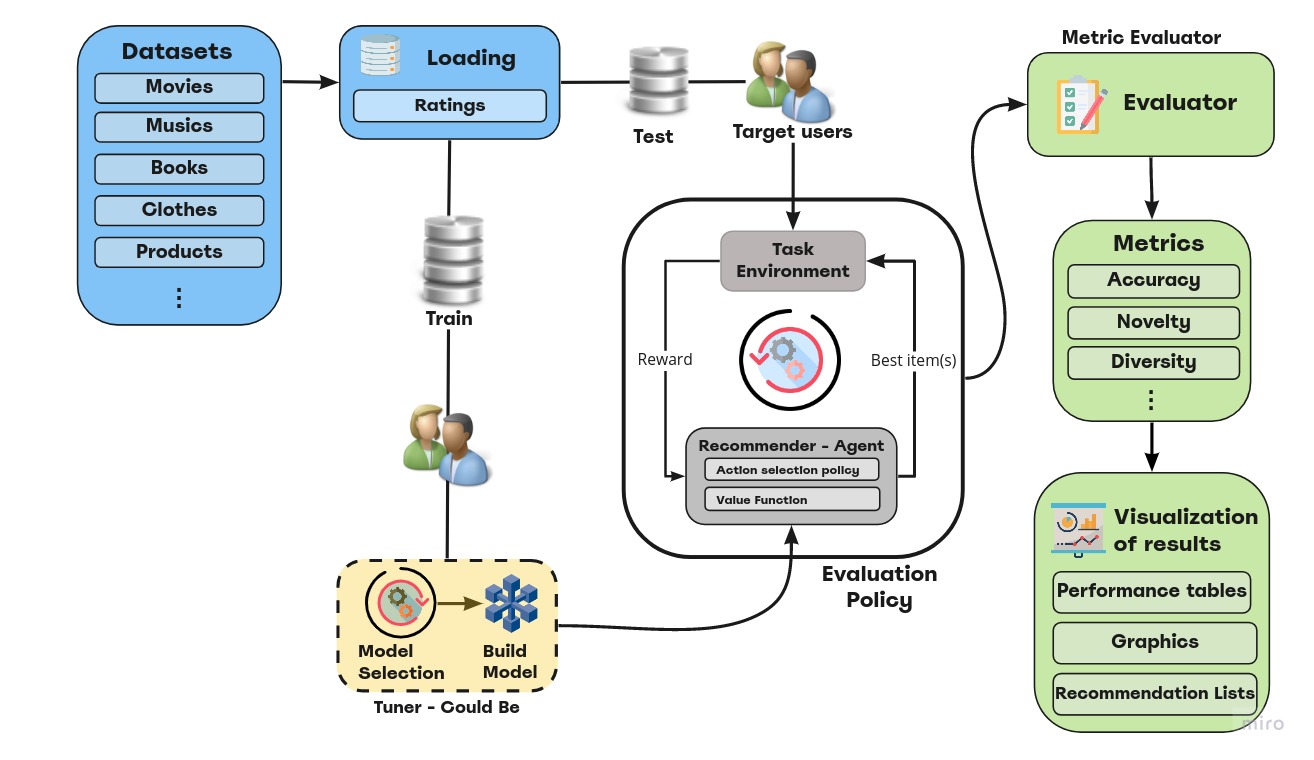 Datasets
Movies
Musics
Books
Clothes
Products
Loading
Ratings
Test
Target users
Train
Model
Selection
Build
Model
Tuner - Could Be
Task
Environment
Reward
Best item(s)
Recommender - Agent
Action selection policy
Value Function
Evaluation
Policy
Metric Evaluator
Evaluator
Metrics
Accuracy
Novelty
Diversity
Visualization
of results
Performance tables
Graphics
Recommendation Lists
miro